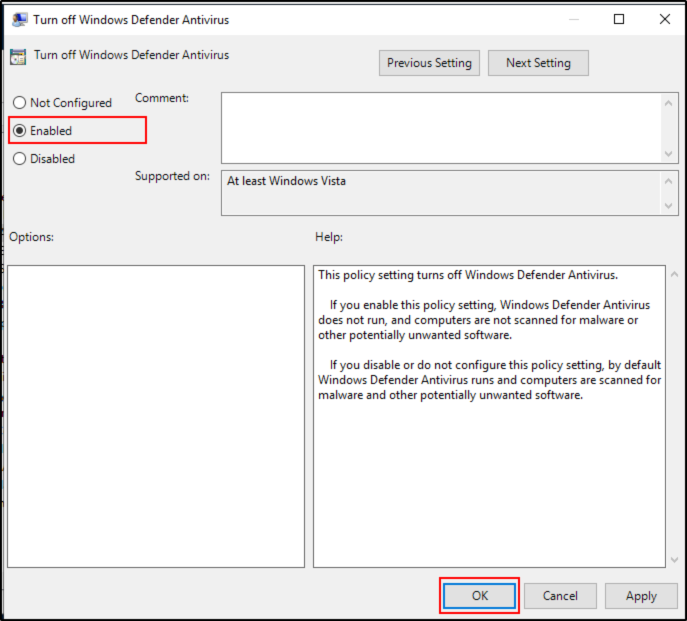 Turn off Windows Defender Antivirus
Turn off Windows Defender Antivirus
Previous Setting
Next Setting
Not Configured
Comment:
Enabled
Disabled
Supported on:
At least Windows Vista
Options:
Help:
This policy setting turns off Windows Defender Antivirus.
If you enable this policy setting, Windows Defender Antivirus
does not run, and computers are not scanned for malware or
other potentially unwanted software.
If you disable or do not configure this policy setting, by default
Windows Defender Antivirus runs and computers are scanned for
malware and other potentially unwanted software.
OK
Cancel
Apply